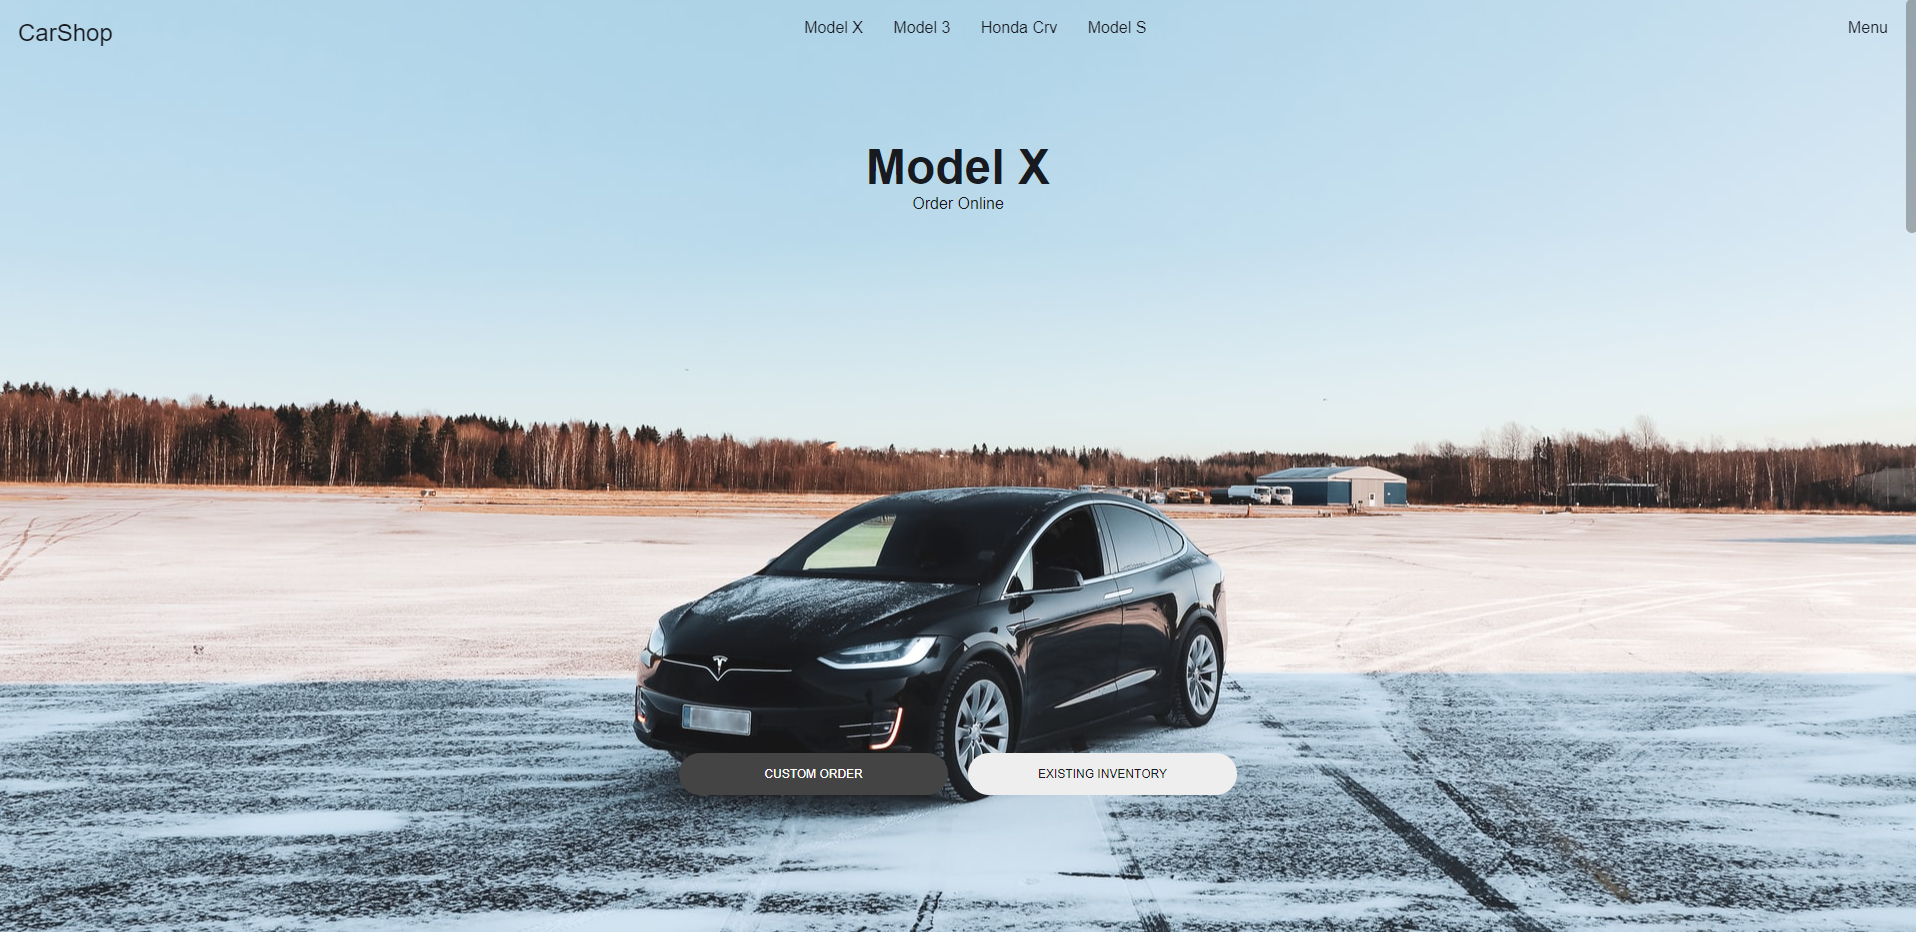 CarShop
Model X Model 3 Honda Crv Model S
Menu
Model X
Order Online
CUSTOM ORDER
EXISTING INVENTORY